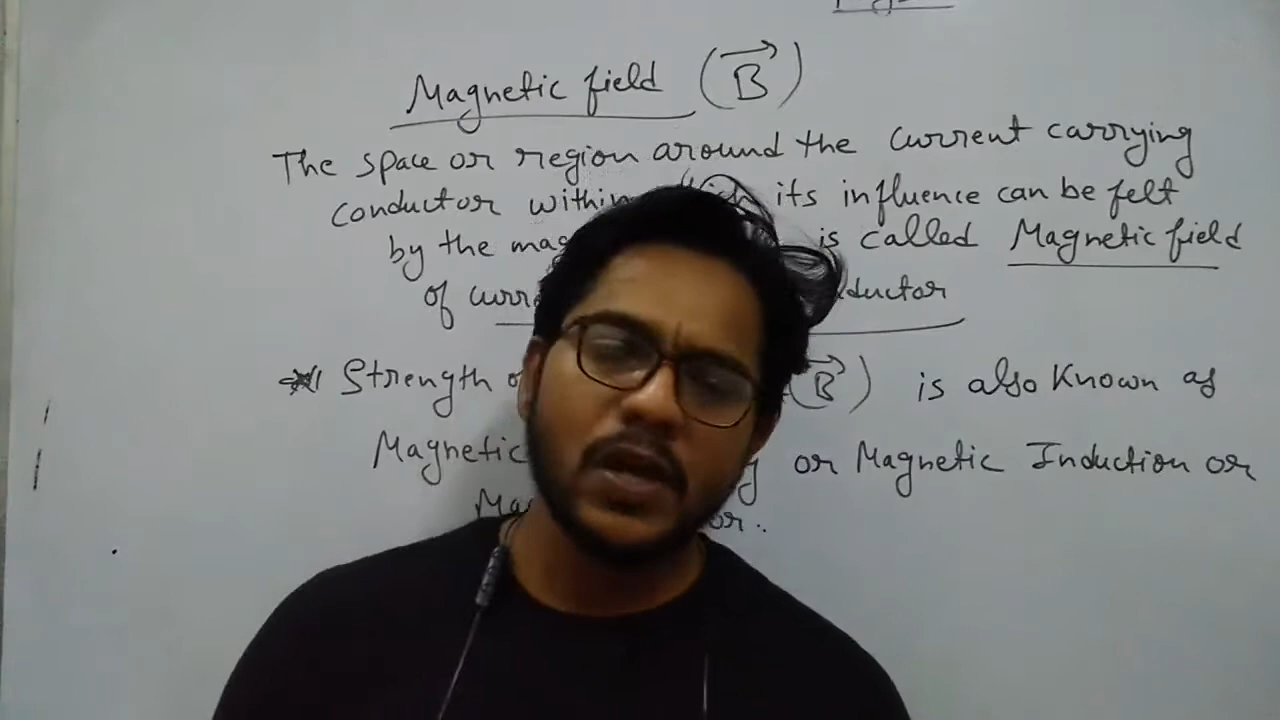 Magnetic field (B)
The space or region around the current carrying
conductor within its influence can be felt
by the is called Magnetic field
of
Strength (B) is also known as
Magnetic or Magnetic Induction or